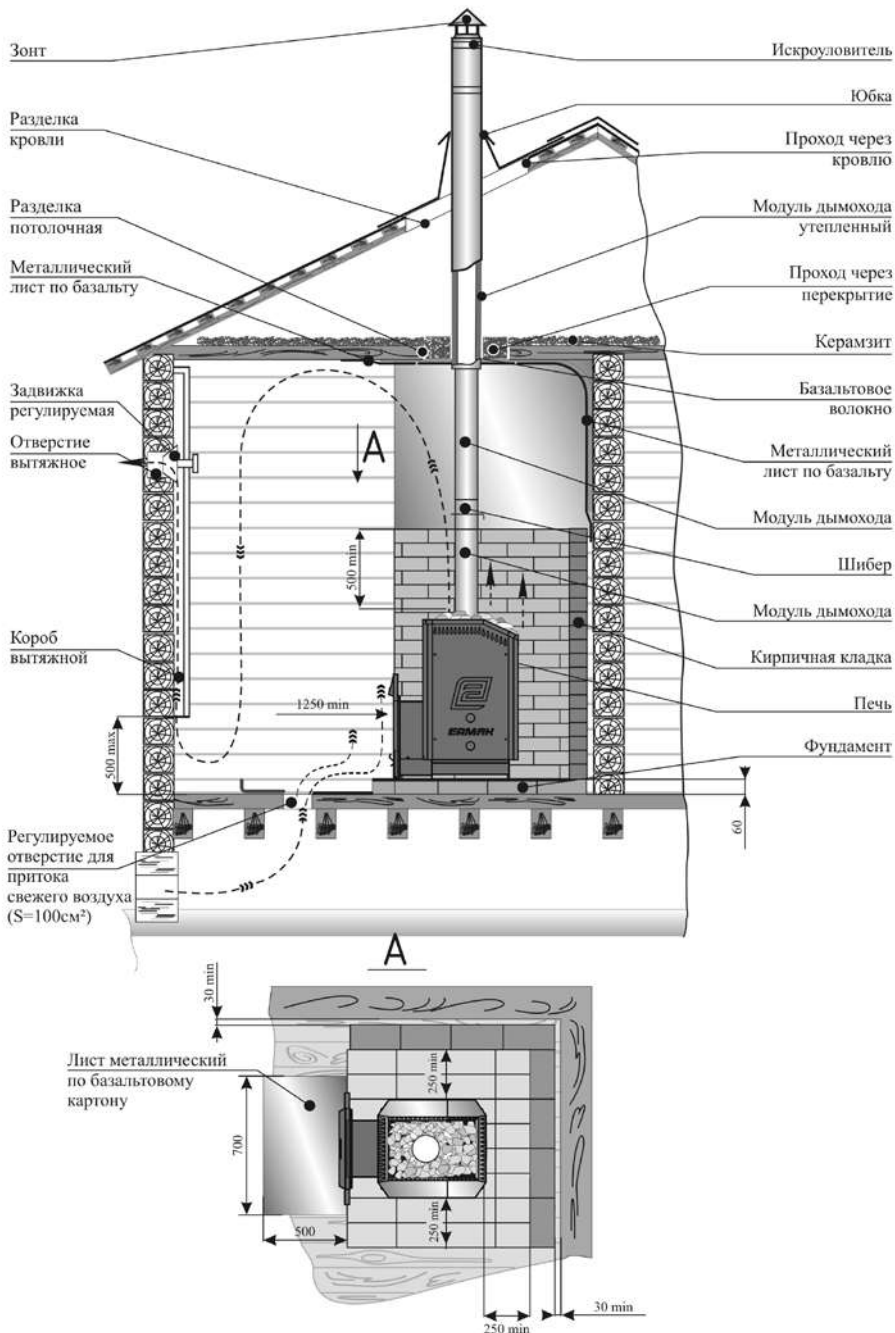 Зонт
Разделка
кровли
Разделка
потолочная
Металлический
лист по базальту
Задвижка
регулируемая
Отверстие
вытяжное
Короб
вытяжной
Регулируемое
отверстие для
притока
свежего воздуха
(S=100см²)
Искроуловитель
Юбка
Проход через
кровлю
Модуль дымохода
утепленный
Проход через
перекрытие
Керамзит
Базальтовое
волокно
Металлический
лист по базальту
Модуль дымохода
Шибер
Модуль дымохода
Кирпичная кладка
Печь
Фундамент
А
500 min
1250 min
500 max
ЕРМАК
60
А
30 min
Лист металлический
по базальтовому
картону
700
500
250 min
250 min
250 min
30 min